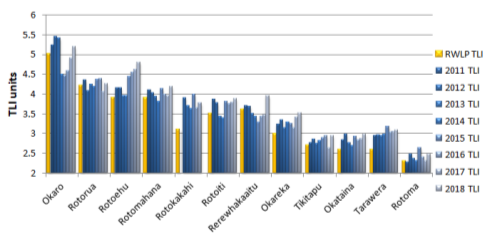 6
5.5
5
4.5
4
3.5
3
2.5
2
TLI units
Okaro
Rotorua
Rotoehu
Rotomahana
Rotokakahi
Rotoiti
Rerewhakaaitu
Okareka
Tikitapu
Okataina
Tarawera
Rotoma
RWLP TLI
2011 TLI
2012 TLI
2013 TLI
2014 TLI
2015 TLI
2016 TLI
2017 TLI
2018 TLI